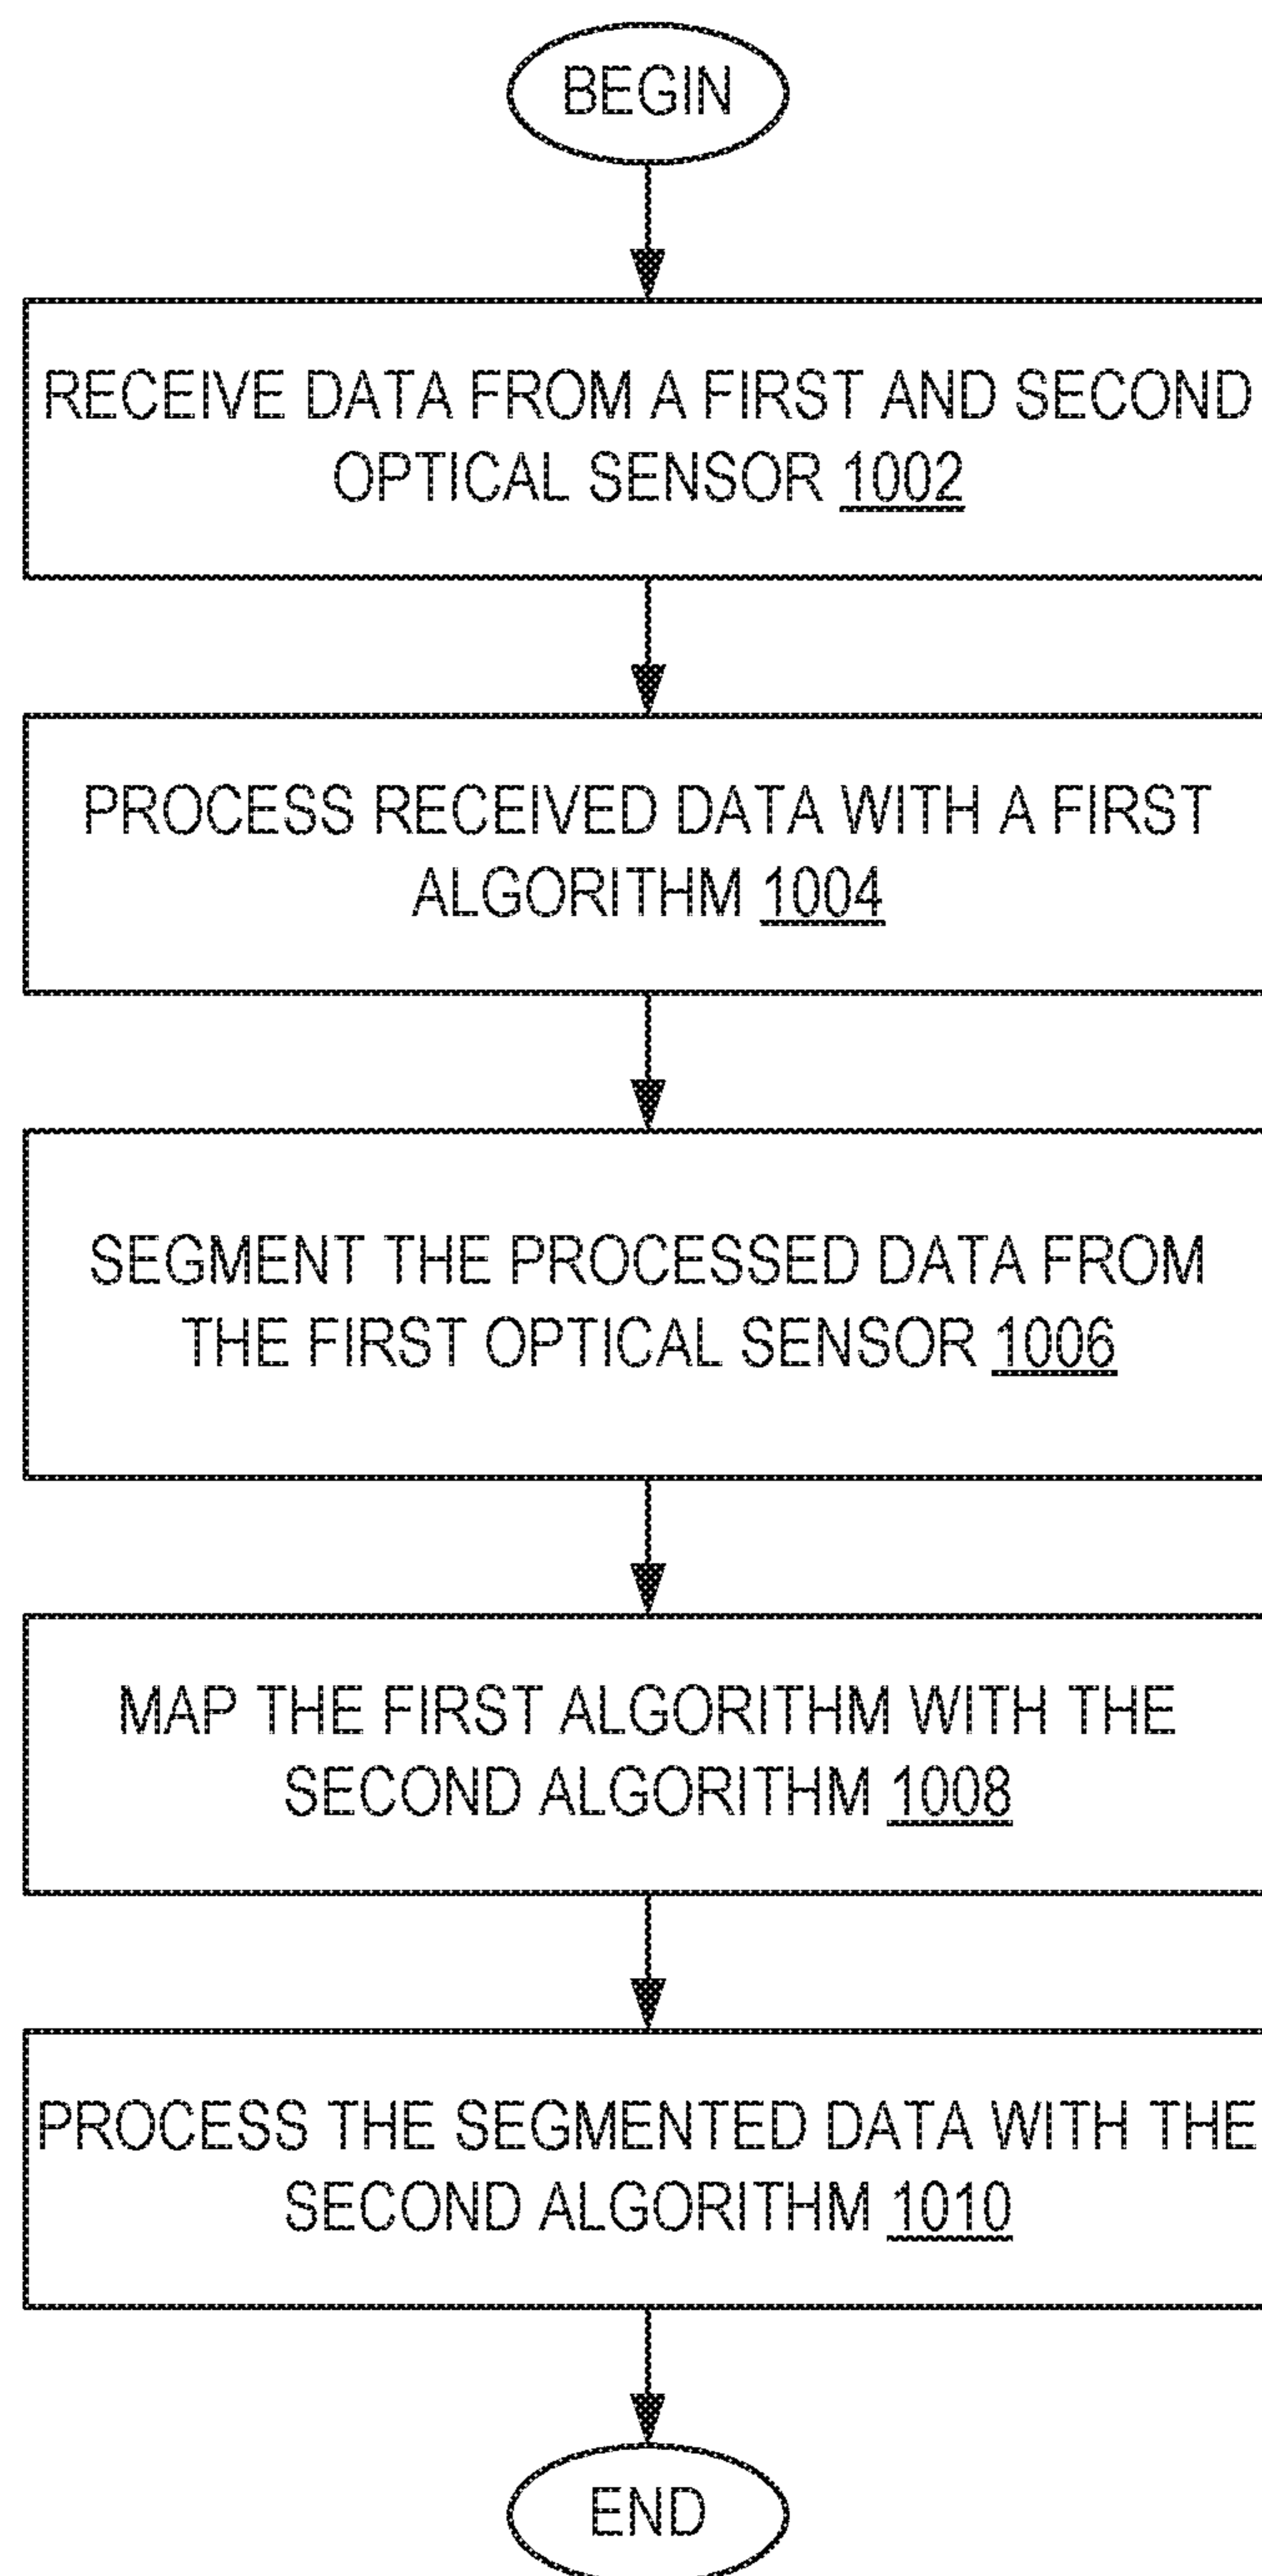 BEGIN
RECEIVE DATA FROM A FIRST AND SECOND
OPTICAL SENSOR 1002
PROCESS RECEIVED DATA WITH A FIRST
ALGORITHM 1004
SEGMENT THE PROCESSED DATA FROM
THE FIRST OPTICAL SENSOR 1006
MAP THE FIRST ALGORITHM WITH THE
SECOND ALGORITHM 1008
PROCESS THE SEGMENTED DATA WITH THE
SECOND ALGORITHM 1010
END